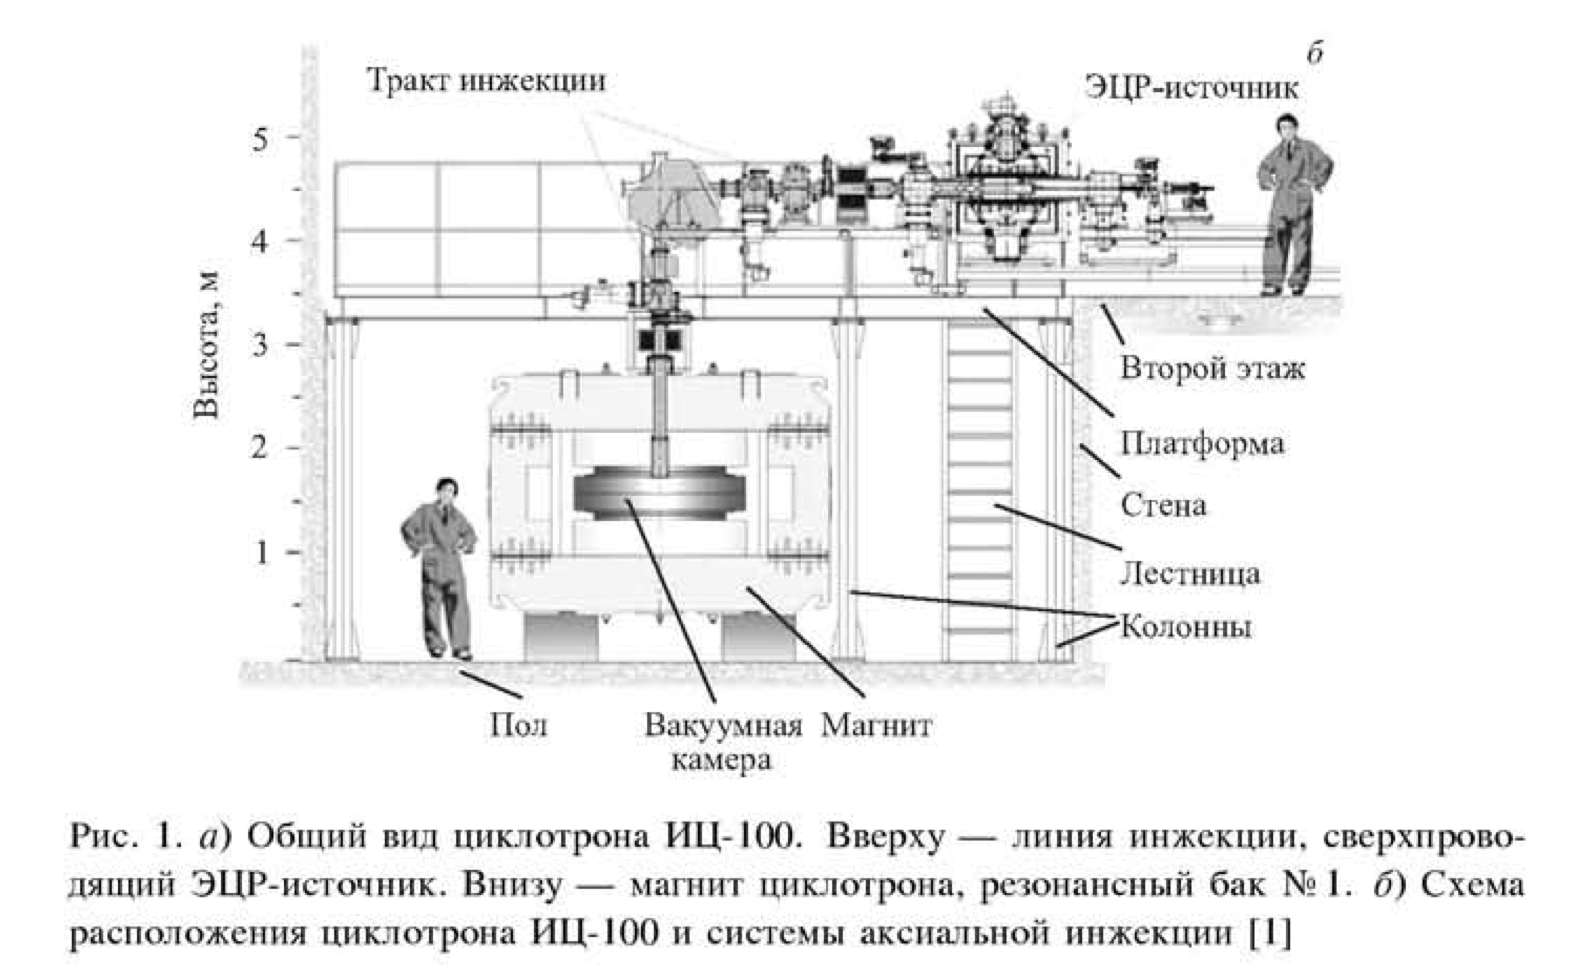 б
Тракт инжекции
ЭЦР-источник
5
4
Высота, м
3
2
1
Второй этаж
Платформа
Стена
Лестница
Колонны
Пол
Вакуумная
камера
Магнит
Рис. 1. а) Общий вид циклотрона ИЦ-100. Вверху — линия инжекции, сверхпрово-
дящий ЭЦР-источник. Внизу — магнит циклотрона, резонансный бак № 1. б) Схема
расположения циклотрона ИЦ-100 и системы аксиальной инжекции [1]